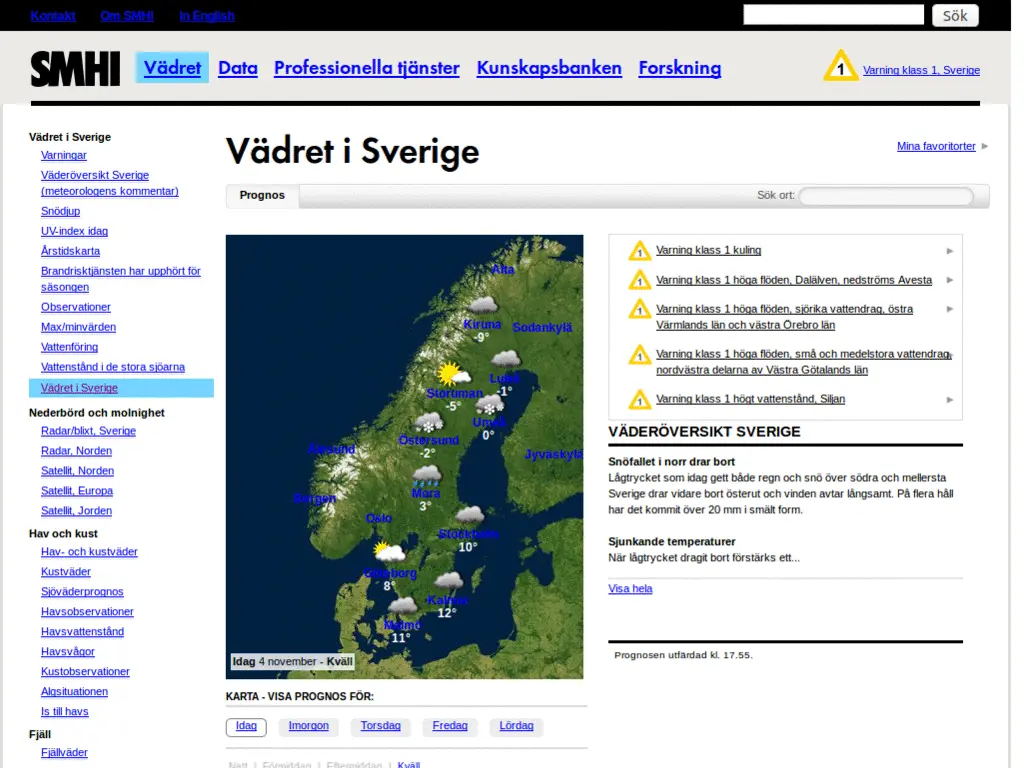 Kontakt Om SMHI In English Sök
SMHI Vädret Data Professionella tjänster Kunskapsbanken Forskning 1 Varning klass 1, Sverige
Vädret i Sverige
Varningar
Väderöversikt Sverige
(meteorologens kommentar)
Snödjup
UV-index idag
Årstidskarta
Brandrisktjänsten har upphört för
säsongen
Observationer
Max/minvärden
Vattenföring
Vattenstånd i de stora sjöarna
Vädret i Sverige
Nederbörd och molnighet
Radar/blixt, Sverige
Radar, Norden
Satellit, Norden
Satellit, Europa
Satellit, Jorden
Hav och kust
Hav- och kustväder
Kustväder
Sjöväderprognos
Havsobservationer
Havsvattenstånd
Havsvågor
Kustobservationer
Algsituationen
Is till havs
Fjäll
Fjällväder
Vädret i Sverige
Mina favoritorter
Prognos Sök ort:
Alta
Kiruna
-9°
Sodankylä
-1°
Storuman
-5°
0°
Östersund
-2°
Ålesund
Jyväskylä
Mora
3°
Bergen
Oslo
Stockholm
10°
Göteborg
8°
Kalmar
12°
Malmö
11°
Idag 4 november - Kväll
KARTA - VISA PROGNOS FÖR:
Idag Imorgon Torsdag Fredag Lördag
Natt | Förmiddag | Eftermiddag | Kväll
1 Varning klass 1 kuling
1 Varning klass 1 höga flöden, Dalälven, nedströms Avesta
1 Varning klass 1 höga flöden, sjörika vattendrag, östra
Värmlands län och västra Örebro län
1 Varning klass 1 höga flöden, små och medelstora vattendrag,
nordvästra delarna av Västra Götalands län
1 Varning klass 1 högt vattenstånd, Siljan
VÄDERÖVERSIKT SVERIGE
Snöfallet i norr drar bort
Lågtrycket som idag gett både regn och snö över södra och mellersta
Sverige drar vidare bort österut och vinden avtar långsamt. På flera håll
har det kommit över 20 mm i smält form.
Sjunkande temperaturer
När lågtrycket dragit bort förstärks ett...
Visa hela
Prognosen utfärdad kl. 17.55.